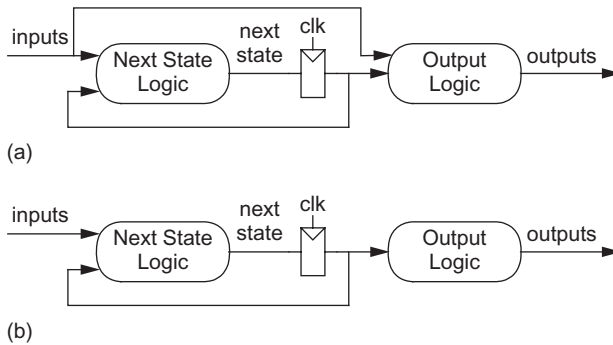 inputs
Next State
Logic
next
state
clk
Output
Logic
outputs
(a)
inputs
Next State
Logic
next
state
clk
Output
Logic
outputs
(b)